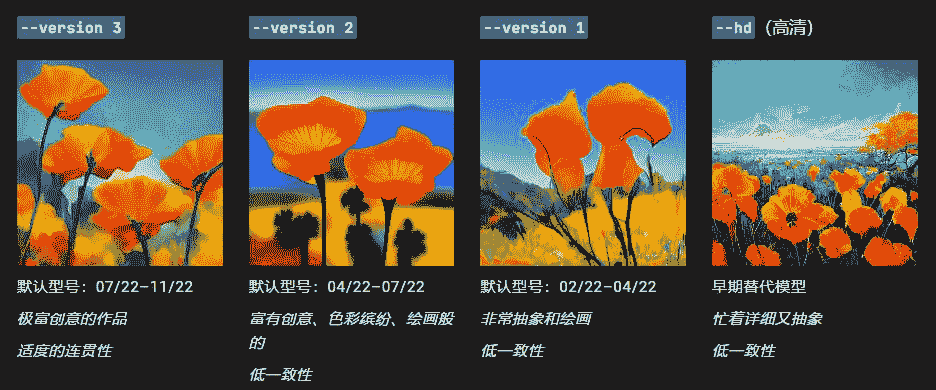 --version 3
默认型号：07/22–11/22
极富创意的作品
适度的连贯性
--version 2
默认型号：04/22–07/22
富有创意、色彩缤纷、绘画般
的
低一致性
--version 1
默认型号：02/22–04/22
非常抽象和绘画
低一致性
--hd（高清）
早期替代模型
忙着详细又抽象
低一致性